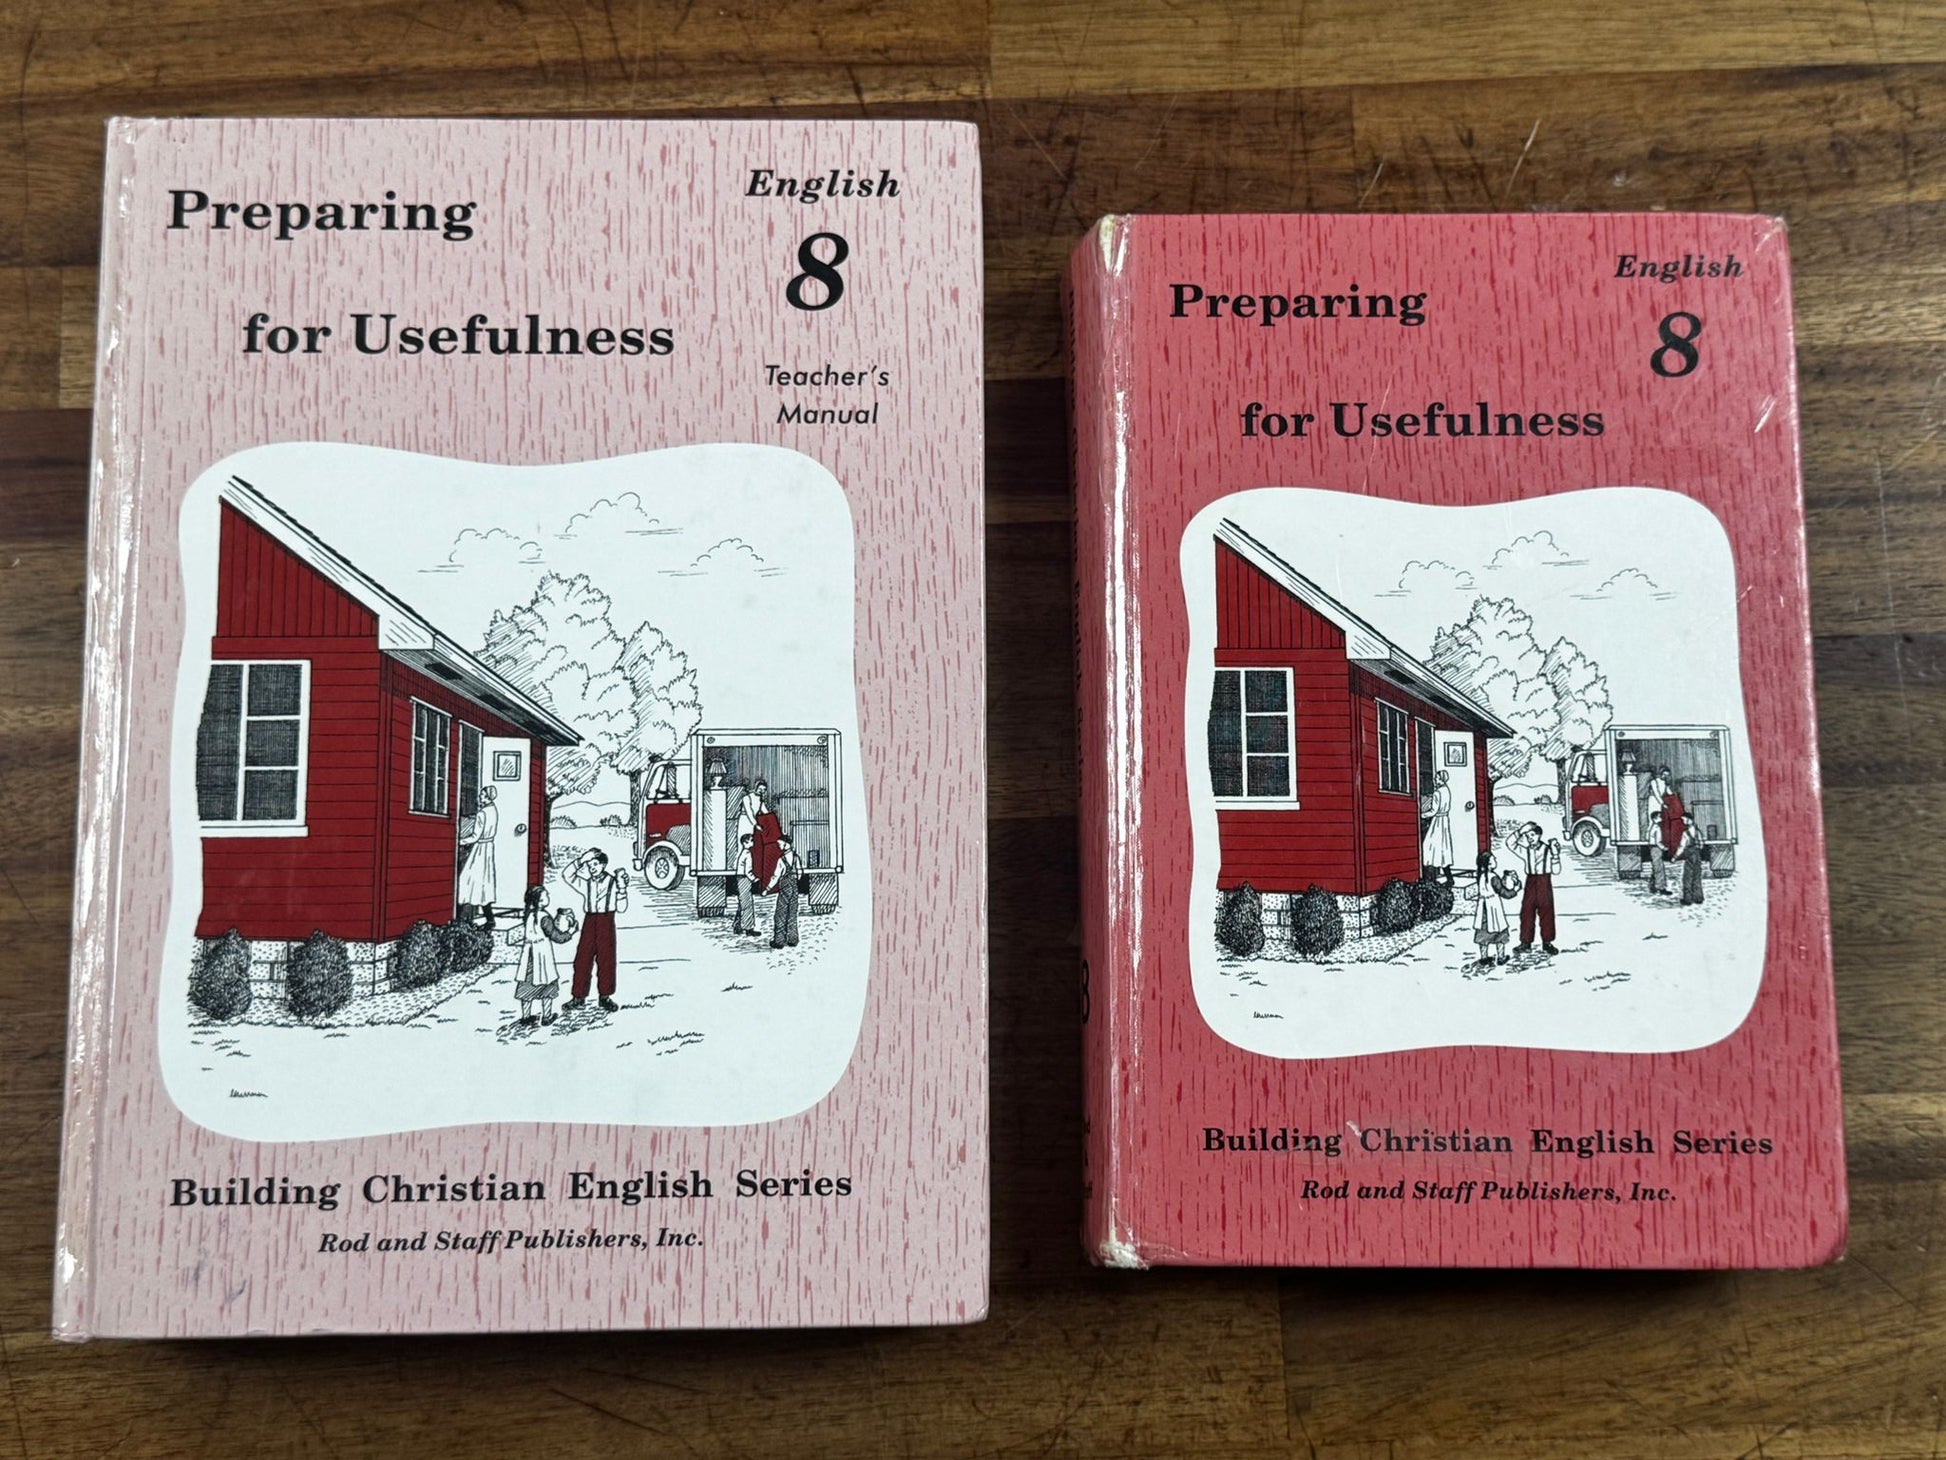 Preparing
for Usefulness
English
8
Teacher's
Manual
Building Christian English Series
Rod and Staff Publishers, Inc.
Preparing
for Usefulness
English
8
Building Christian English Series
Rod and Staff Publishers, Inc.
8